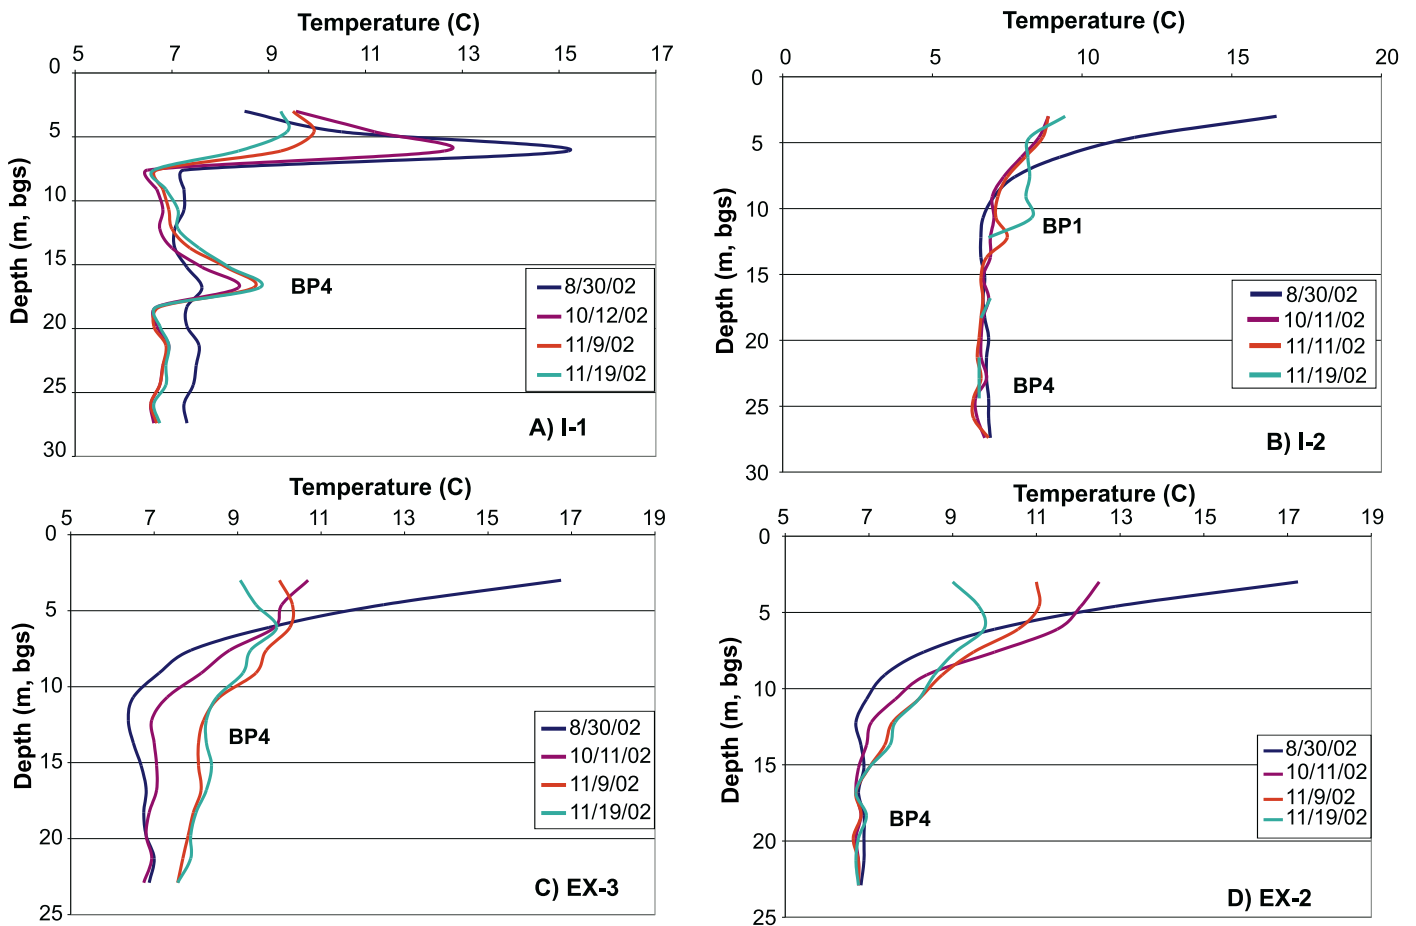 Temperature (C)
5 7 9 11 13 15 17
0
5
10
15
20
25
30
Depth (m, bgs)
BP4
8/30/02
10/12/02
11/9/02
11/19/02
A) I-1
Temperature (C)
0 5 10 15 20
0
5
10
15
20
25
30
Depth (m, bgs)
BP1
BP4
8/30/02
10/11/02
11/11/02
11/19/02
B) I-2
Temperature (C)
5 7 9 11 13 15 17 19
0
5
10
15
20
25
Depth (m, bgs)
BP4
8/30/02
10/11/02
11/9/02
11/19/02
C) EX-3
Temperature (C)
5 7 9 11 13 15 17 19
0
5
10
15
20
25
Depth (m, bgs)
BP4
8/30/02
10/11/02
11/9/02
11/19/02
D) EX-2